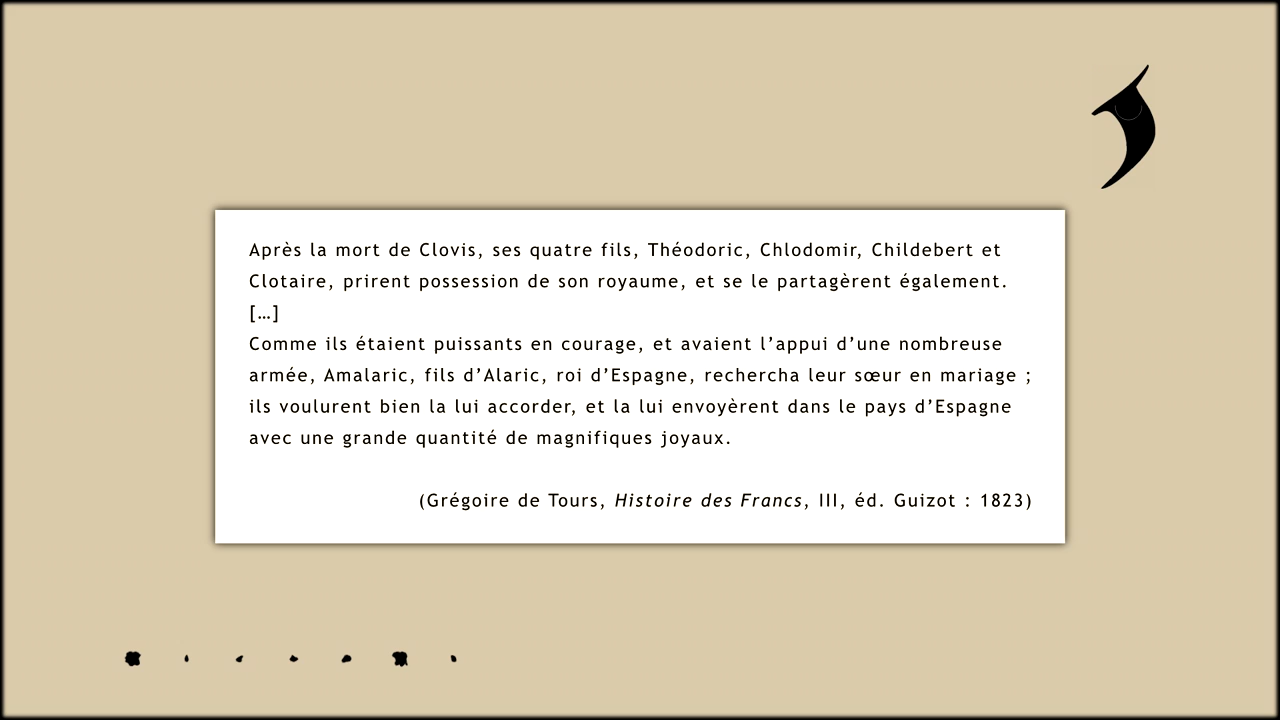 Après la mort de Clovis, ses quatre fils, Théodoric, Chlodomir, Childebert et
Clotaire, prirent possession de son royaume, et se le partagèrent également.
[…]
Comme ils étaient puissants en courage, et avaient l’appui d’une nombreuse
armée, Amalaric, fils d’Alaric, roi d’Espagne, rechercha leur sœur en mariage ;
ils voulurent bien la lui accorder, et la lui envoyèrent dans le pays d’Espagne
avec une grande quantité de magnifiques joyaux.
(Grégoire de Tours, Histoire des Francs, III, éd. Guizot : 1823)